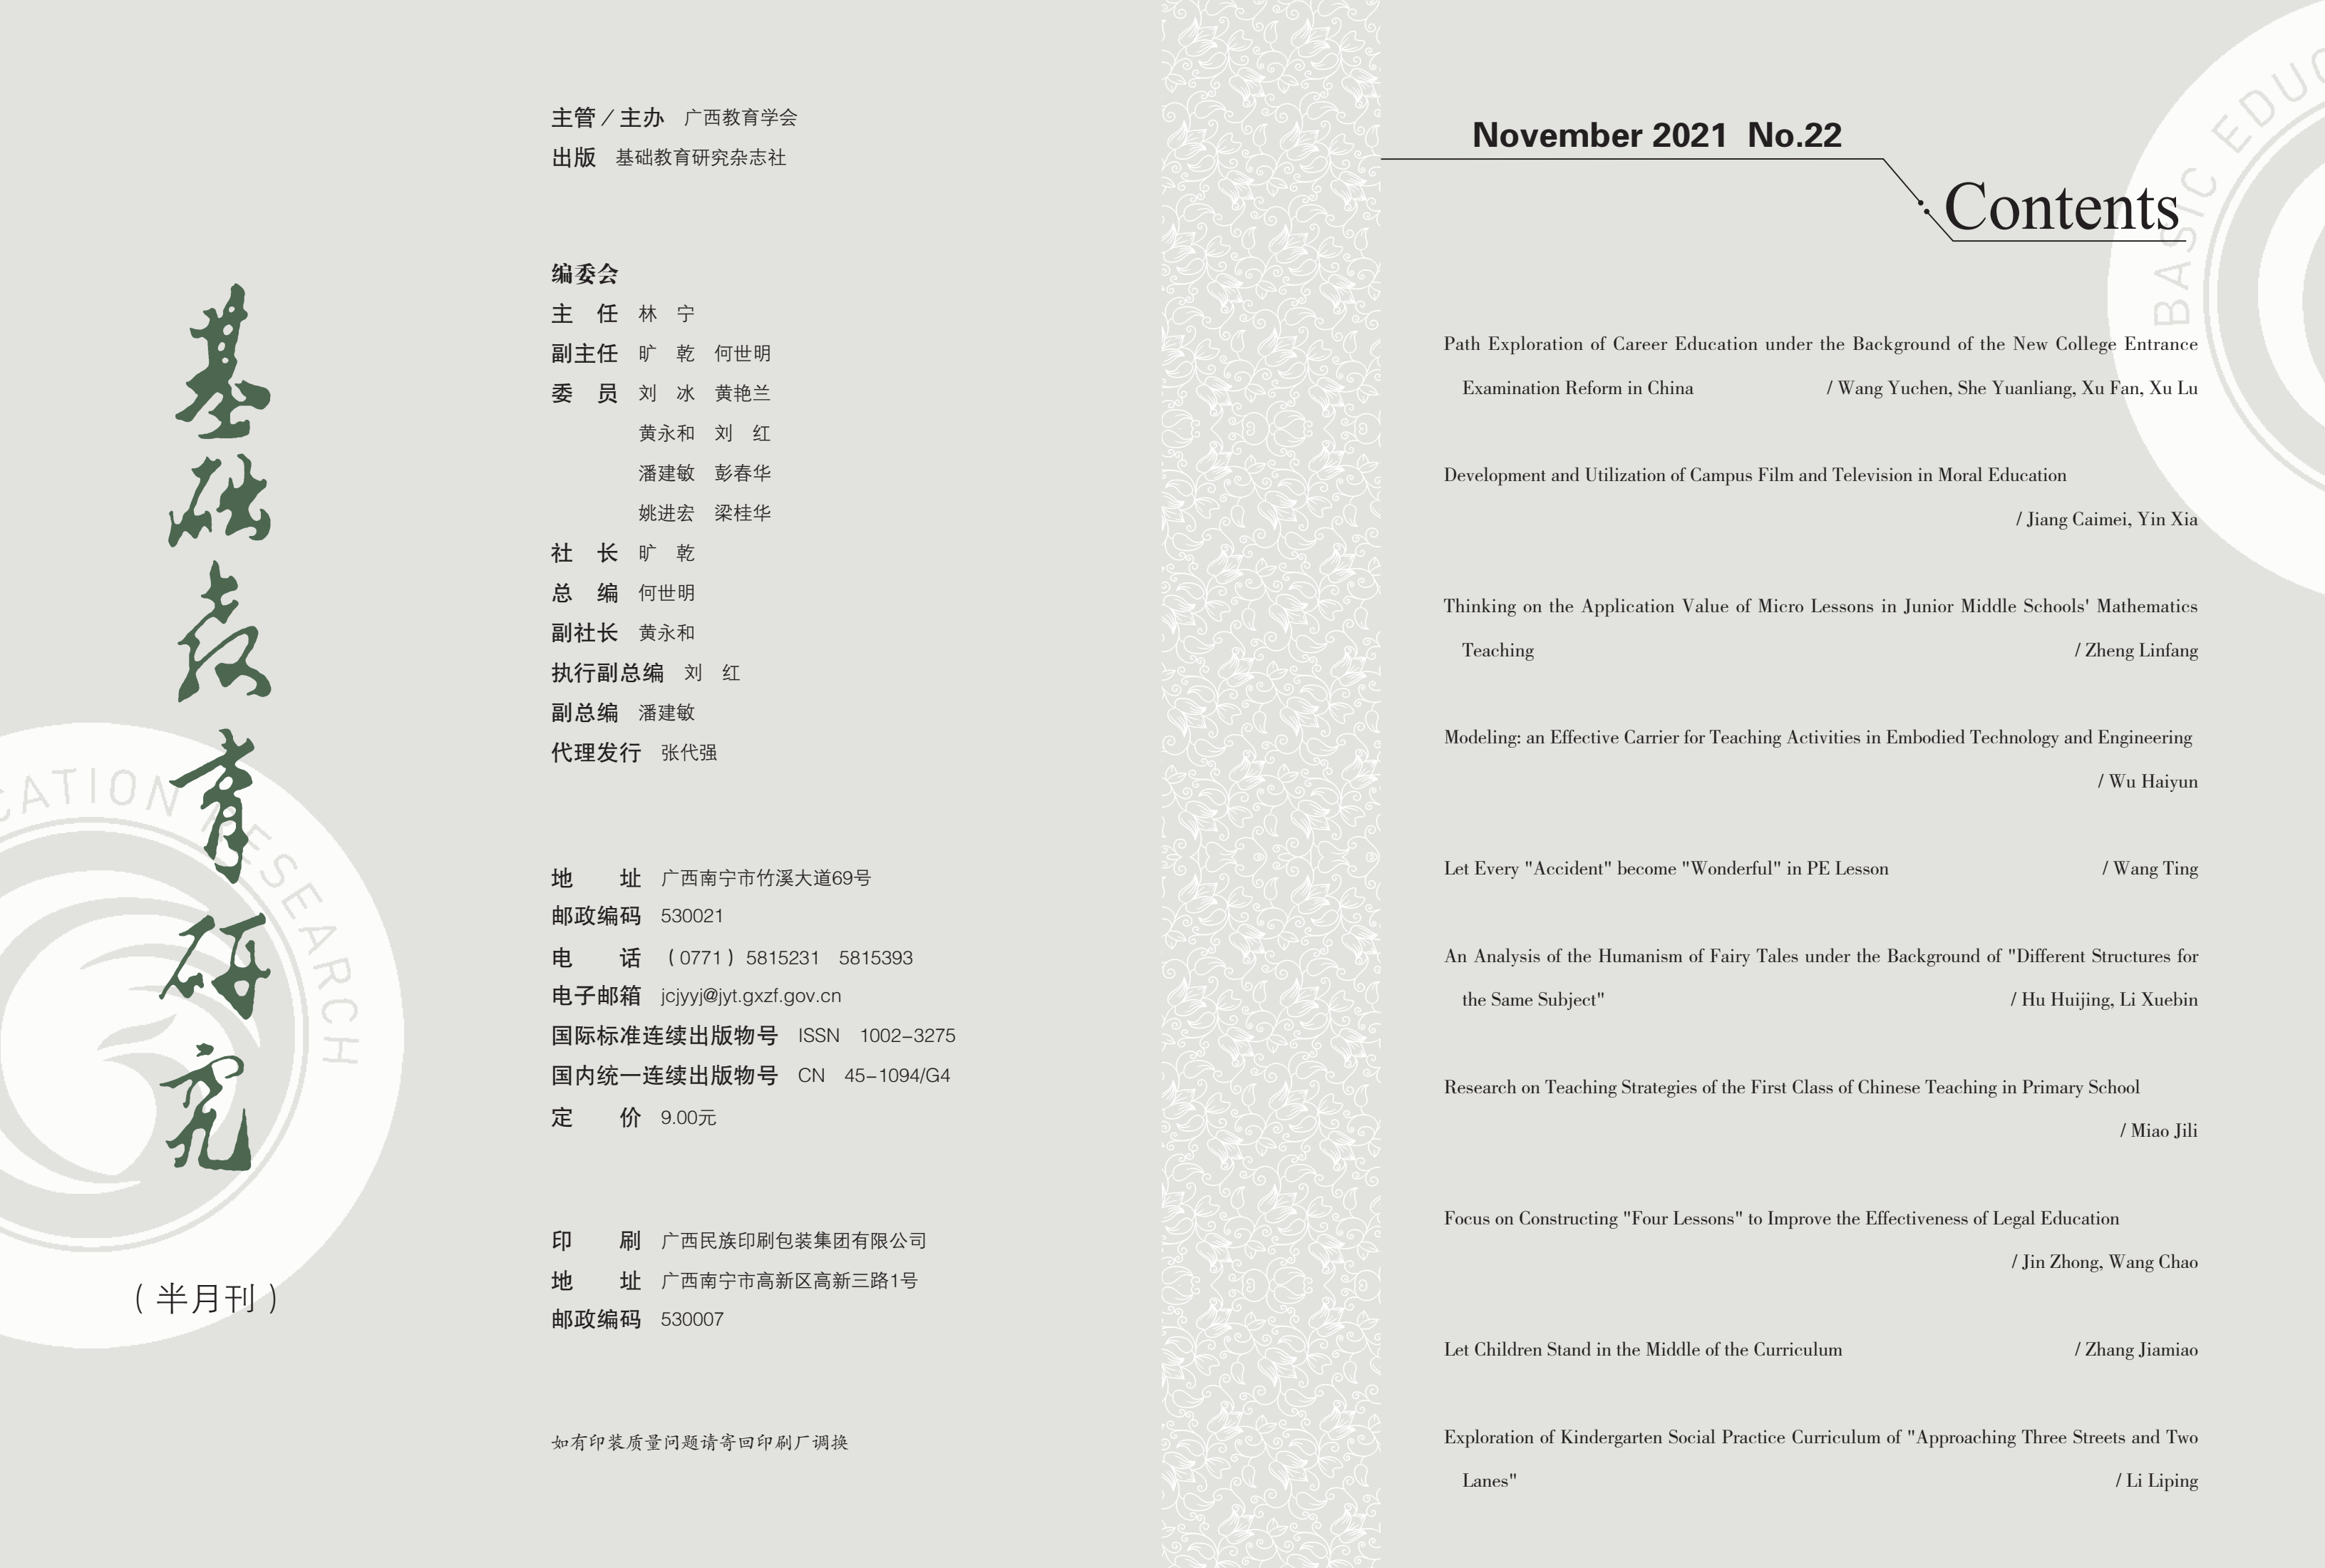 基础教育研究
（半月刊）
CATION RESEARCH
主管／主办　广西教育学会
出版　基础教育研究杂志社
编委会
主　任　林　宁
副主任　旷　乾　何世明
委　员　刘　冰　黄艳兰
黄永和　刘　红
潘建敏　彭春华
姚进宏　梁桂华
社　长　旷　乾
总　编　何世明
副社长　黄永和
执行副总编　刘　红
副总编　潘建敏
代理发行　张代强
地　　址　广西南宁市竹溪大道69号
邮政编码　530021
电　　话　（0771）5815231　5815393
电子邮箱　jcjyyj@jyt.gxzf.gov.cn
国际标准连续出版物号　ISSN　1002-3275
国内统一连续出版物号　CN　45-1094/G4
定　　价　9.00元
印　　刷　广西民族印刷包装集团有限公司
地　　址　广西南宁市高新区高新三路1号
邮政编码　530007
如有印装质量问题请寄回印刷厂调换
November 2021 No.22
Contents
BASIC EDUC
Path Exploration of Career Education under the Background of the New College Entrance
Examination Reform in China / Wang Yuchen, She Yuanliang, Xu Fan, Xu Lu
Development and Utilization of Campus Film and Television in Moral Education
/ Jiang Caimei, Yin Xia
Thinking on the Application Value of Micro Lessons in Junior Middle Schools' Mathematics
Teaching / Zheng Linfang
Modeling: an Effective Carrier for Teaching Activities in Embodied Technology and Engineering
/ Wu Haiyun
Let Every "Accident" become "Wonderful" in PE Lesson / Wang Ting
An Analysis of the Humanism of Fairy Tales under the Background of "Different Structures for
the Same Subject" / Hu Huijing, Li Xuebin
Research on Teaching Strategies of the First Class of Chinese Teaching in Primary School
/ Miao Jili
Focus on Constructing "Four Lessons" to Improve the Effectiveness of Legal Education
/ Jin Zhong, Wang Chao
Let Children Stand in the Middle of the Curriculum / Zhang Jiamiao
Exploration of Kindergarten Social Practice Curriculum of "Approaching Three Streets and Two
Lanes" / Li Liping